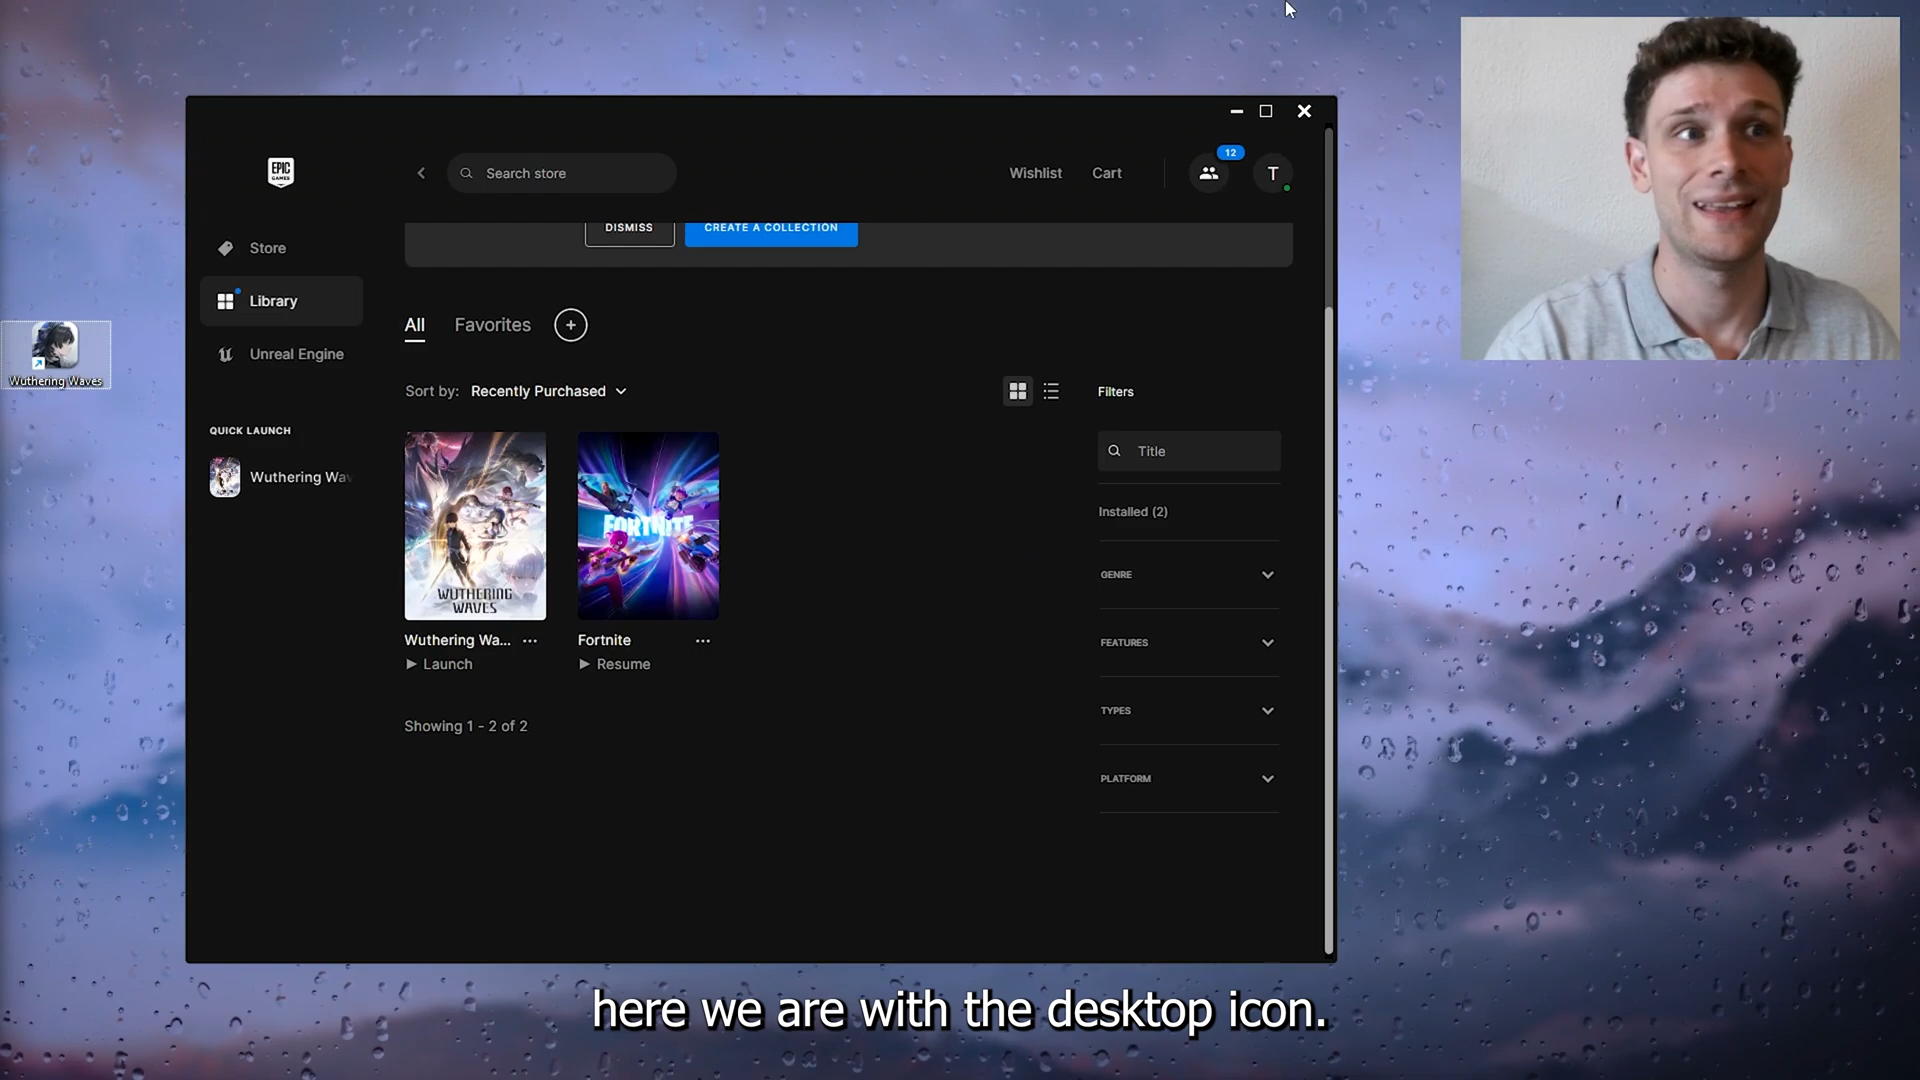 12
EPIC
GAMES
Search store
Wishlist
Cart
T
DISMISS
CREATE A COLLECTION
Store
Library
Unreal Engine
All
Favorites
+
Wuthering Waves
Sort by:
Recently Purchased
Filters
QUICK LAUNCH
Wuthering Wav
Title
Installed (2)
GENRE
FEATURES
TYPES
PLATFORM
WUTHERING
WAVES
FORTNITE
Wuthering Wa...
Launch
Fortnite
Resume
Showing 1 - 2 of 2
here we are with the desktop icon.